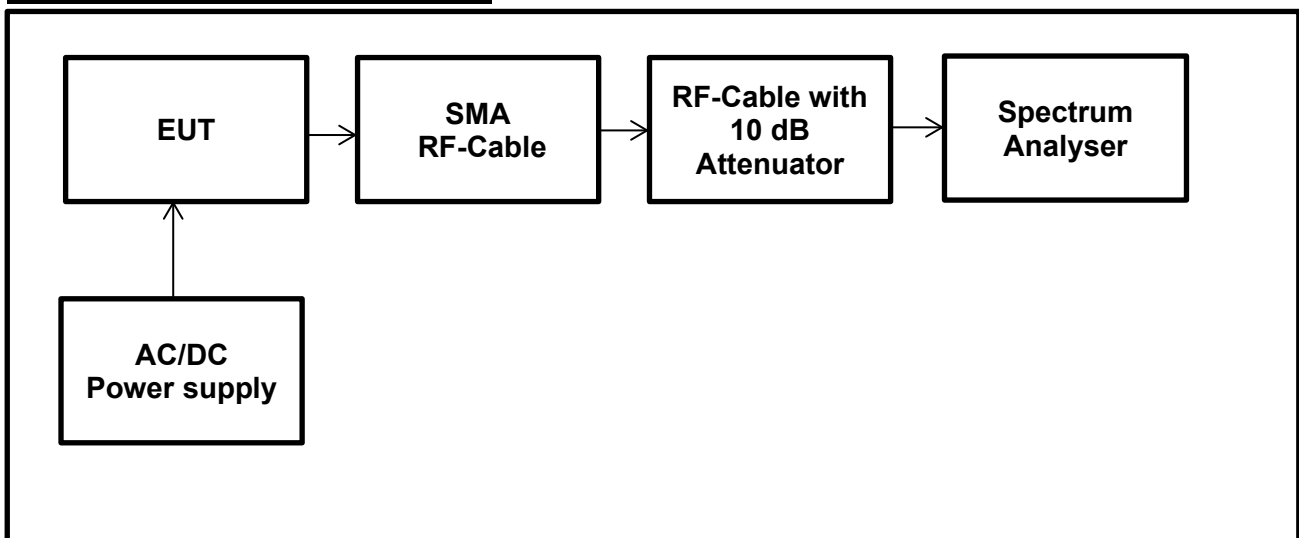 EUT
SMA
RF-Cable
RF-Cable with
10 dB
Attenuator
Spectrum
Analyser
AC/DC
Power supply